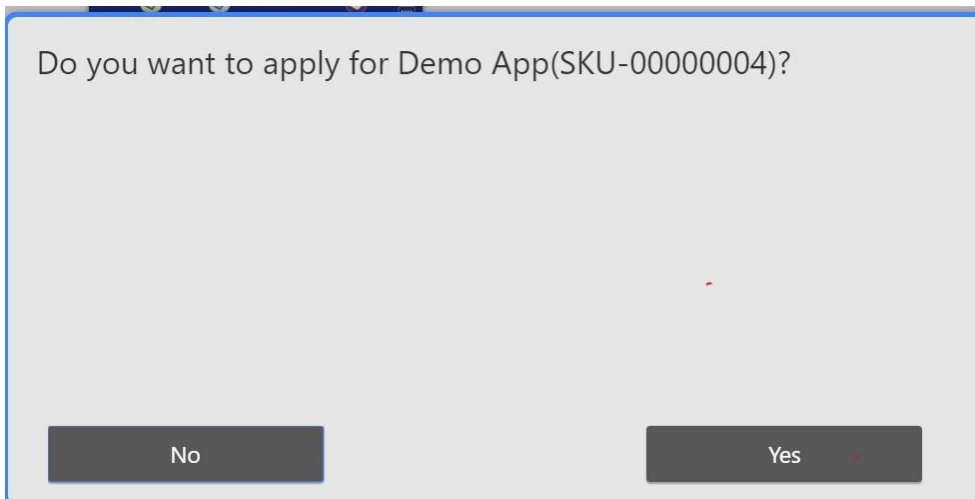 Do you want to apply for Demo App(SKU-00000004)?
No
Yes